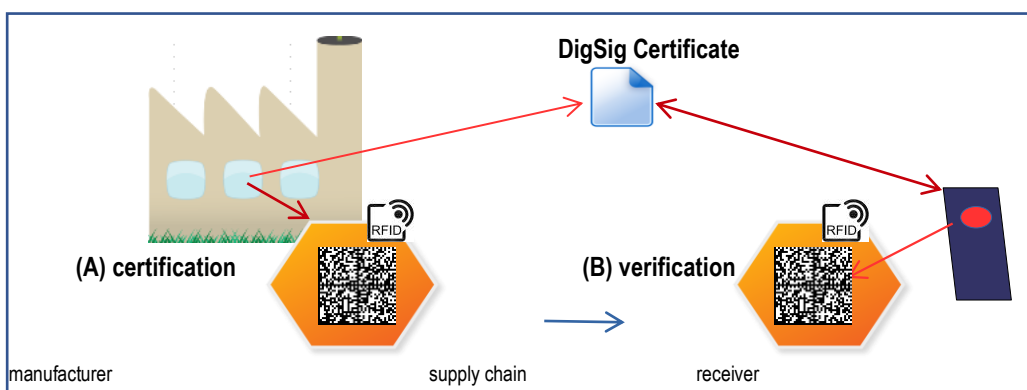 DigSig Certificate
RFID
RFID
(A) certification
(B) verification
manufacturer
supply chain
receiver